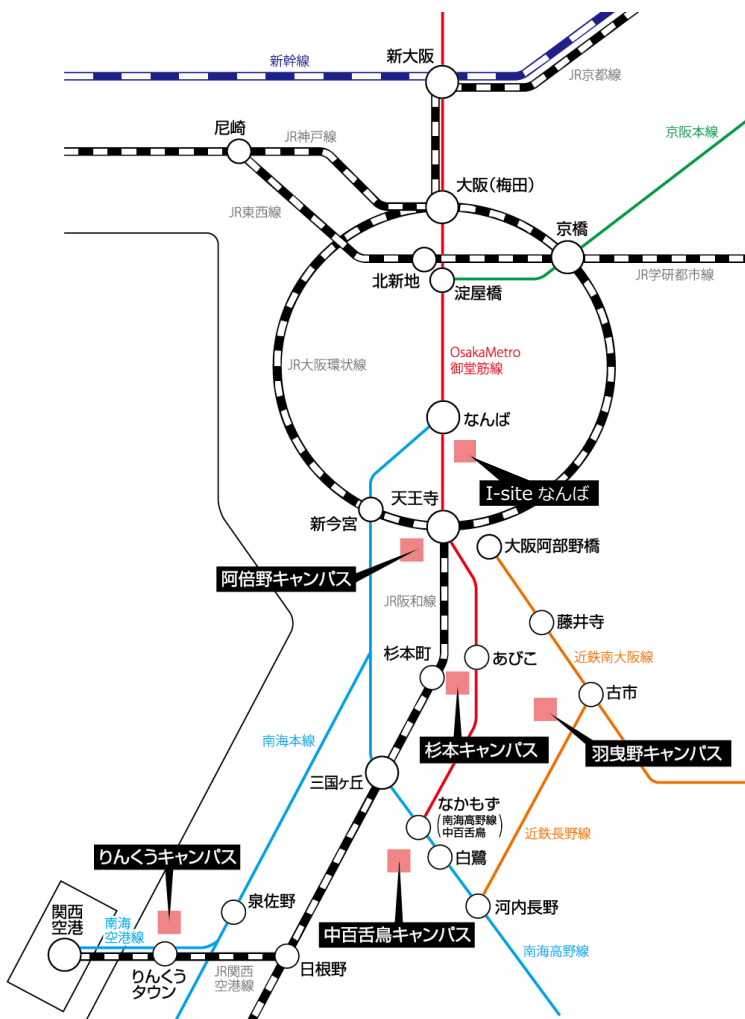 新大阪
新幹線
JR京都線
尼崎
JR神戸線
京阪本線
大阪(梅田)
JR東西線
京橋
北新地
淀屋橋
JR学研都市線
OsakaMetro
御堂筋線
JR大阪環状線
なんば
I-site なんば
天王寺
新今宮
大阪阿部野橋
阿倍野キャンパス
JR阪和線
藤井寺
杉本町
あびこ
近鉄南大阪線
古市
南海本線
杉本キャンパス
羽曳野キャンパス
三国ヶ丘
なかもず
(南海高野線
中百舌鳥)
近鉄長野線
りんくうキャンパス
白鷺
泉佐野
河内長野
関西
空港
南海
空港線
中百舌鳥キャンパス
南海高野線
りんくう
タウン
JR関西
空港線
日根野